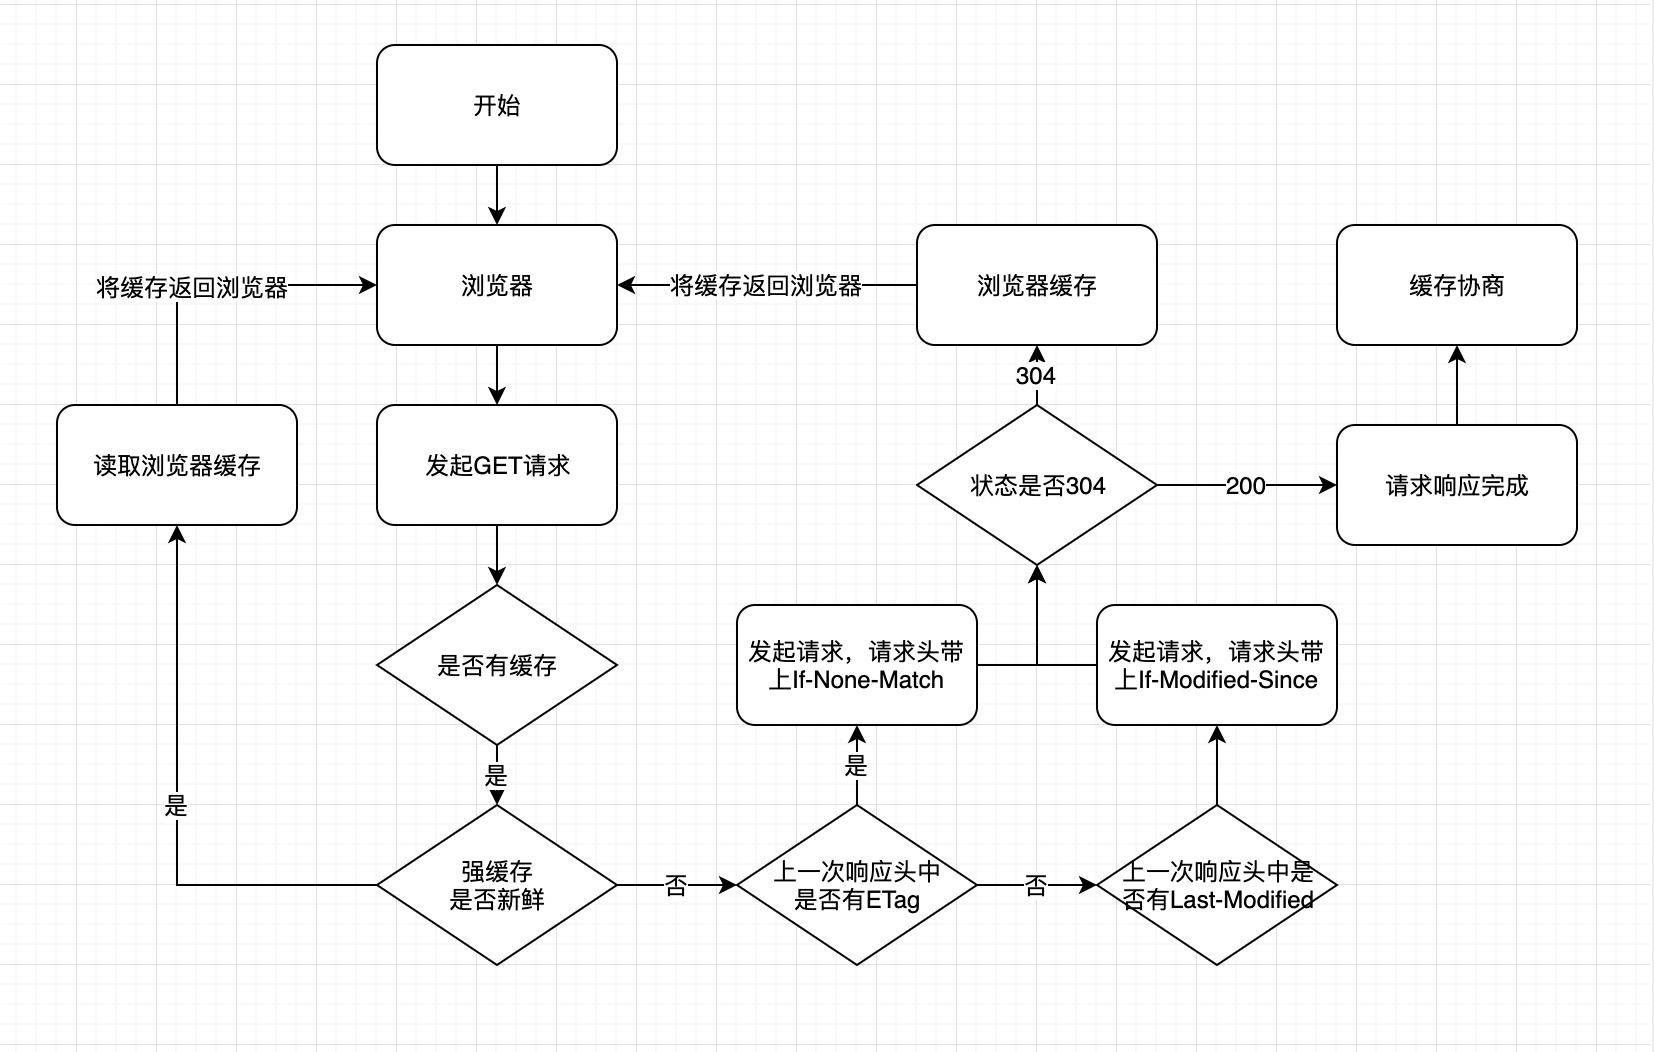 开始
将缓存返回浏览器
浏览器
将缓存返回浏览器
浏览器缓存
缓存协商
304
读取浏览器缓存
发起GET请求
状态是否304
200
请求响应完成
是否有缓存
发起请求，请求头带
上If-None-Match
发起请求，请求头带
上If-Modified-Since
是
是
是
强缓存
是否新鲜
否
上一次响应头中
是否有ETag
否
上一次响应头中是
否有Last-Modified